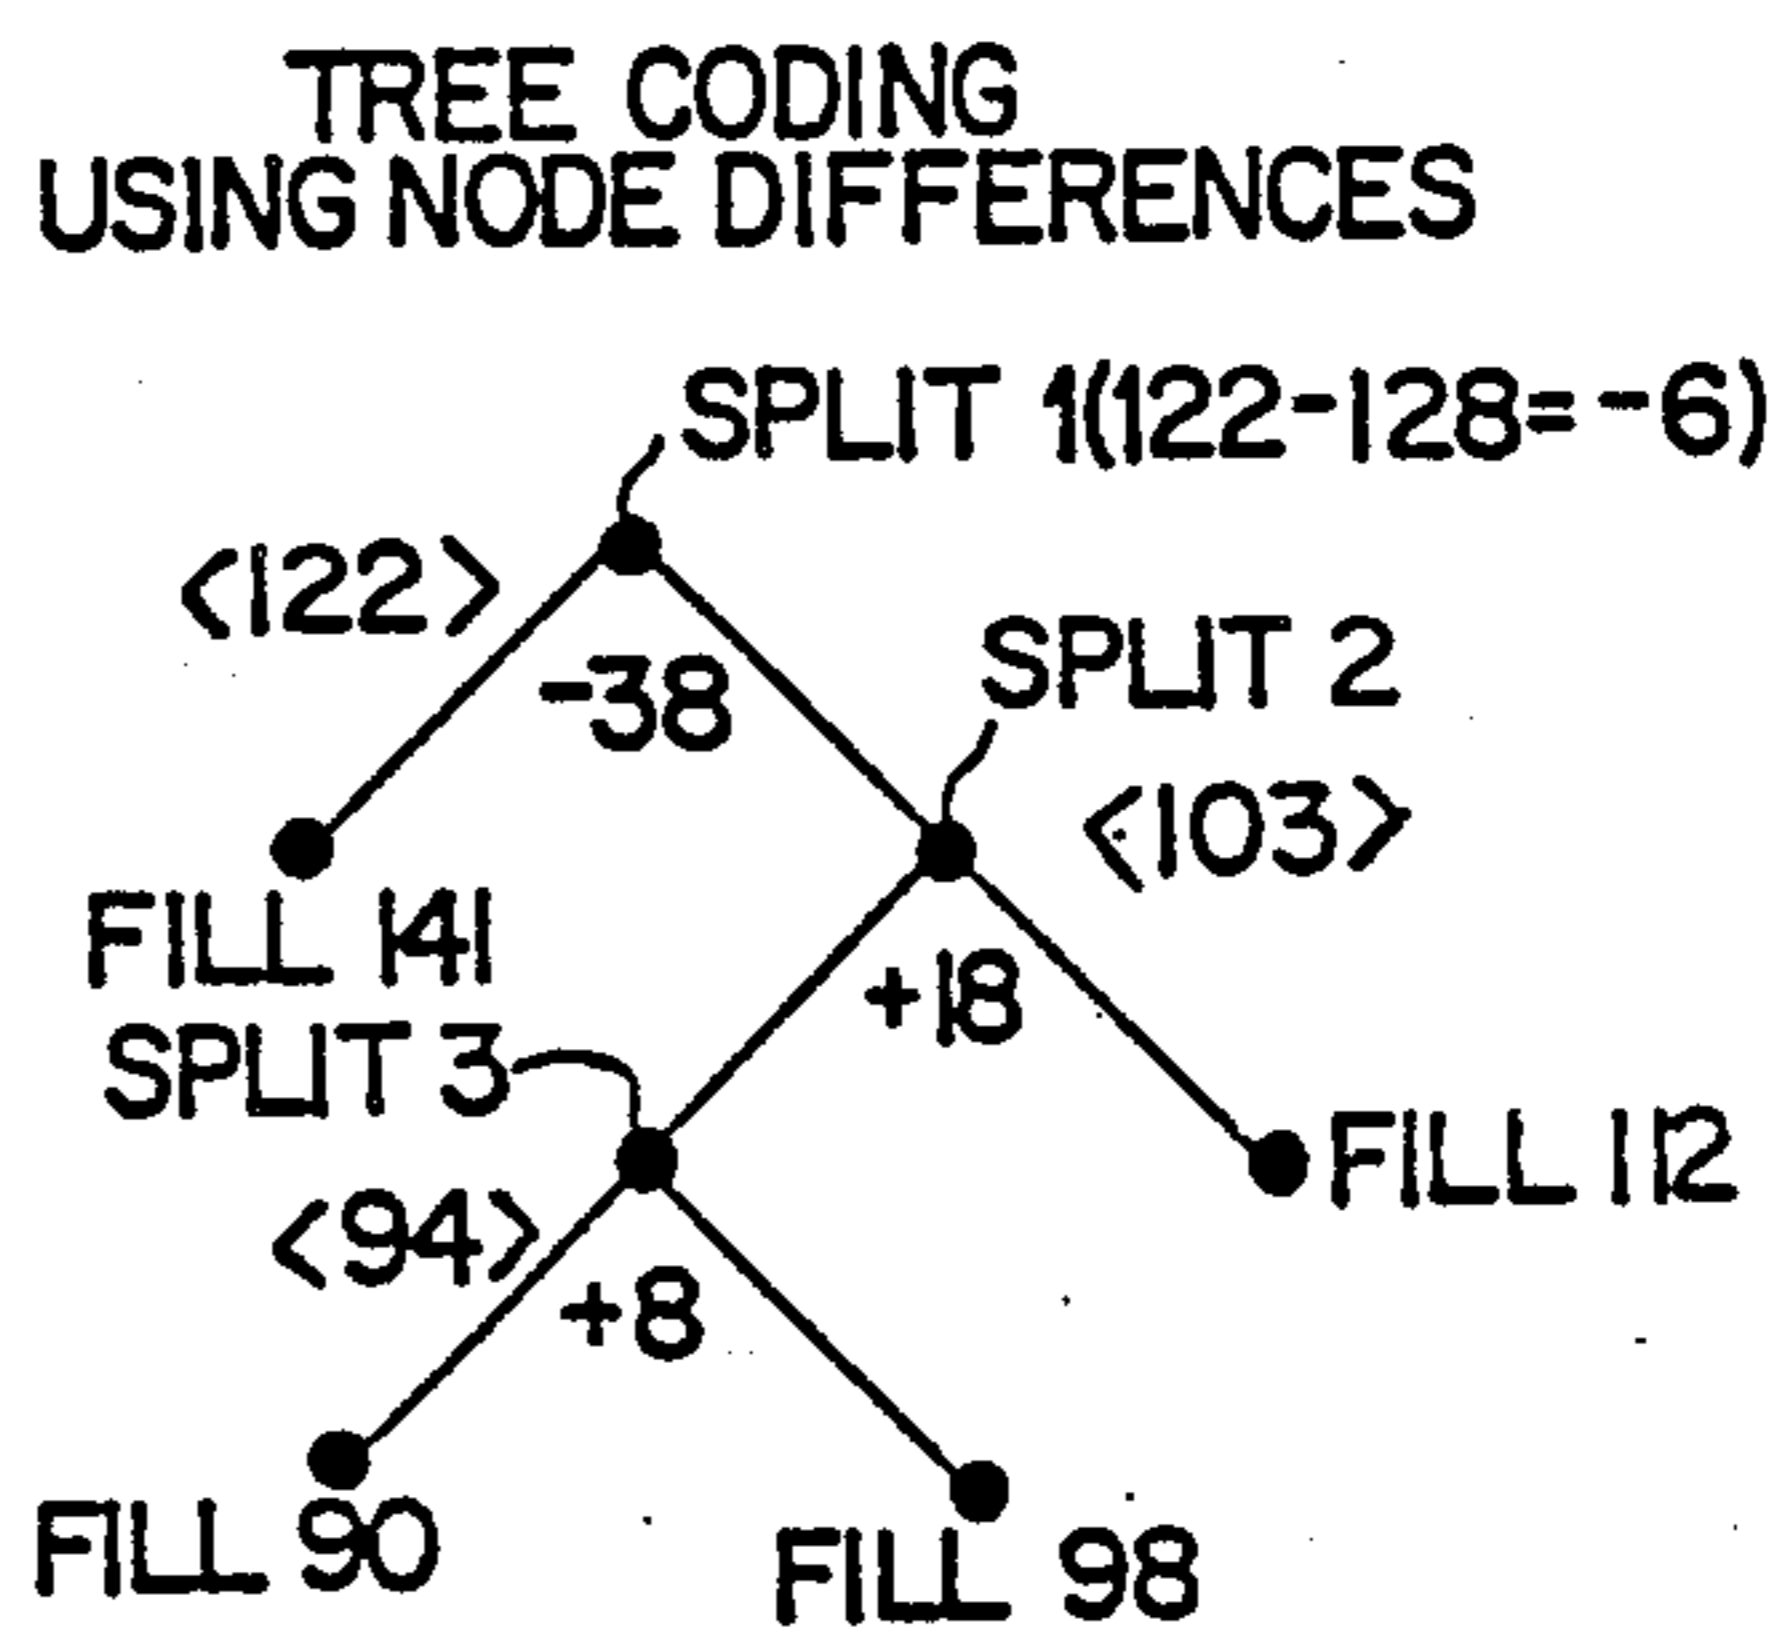 TREE CODING
USING NODE DIFFERENCES
SPLIT 1(122-128=-6)
<122>
-38
SPLIT 2
<103>
FILL 141
+18
SPLIT 3
FILL 112
<94>
+8
FILL 90
FILL 98